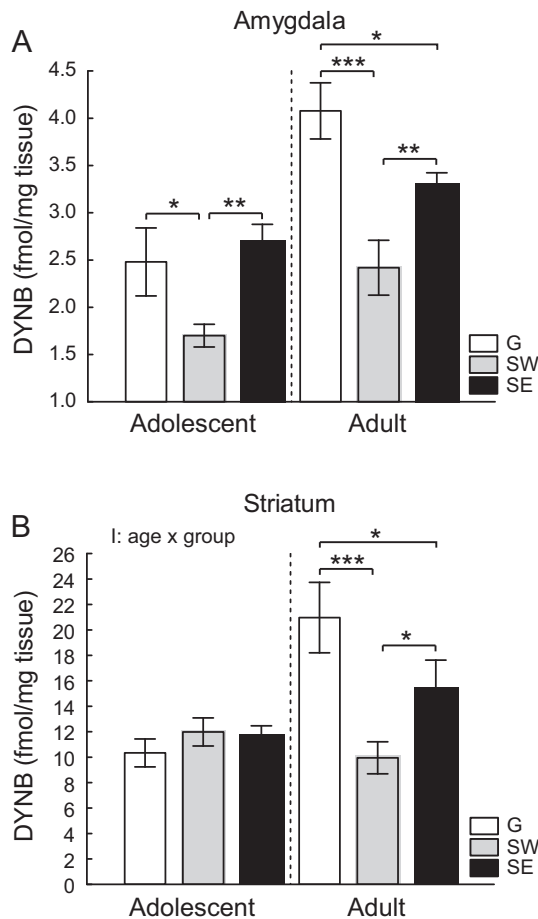 A
Amygdala
DYNB (fmol/mg tissue)
4.5
4.0
3.5
3.0
2.5
2.0
1.5
1.0
*
**
***
*
**
G
SW
SE
Adolescent
Adult
B
Striatum
I: age x group
DYNB (fmol/mg tissue)
26
24
22
20
18
16
14
12
10
8
6
4
2
0
*
***
*
G
SW
SE
Adolescent
Adult